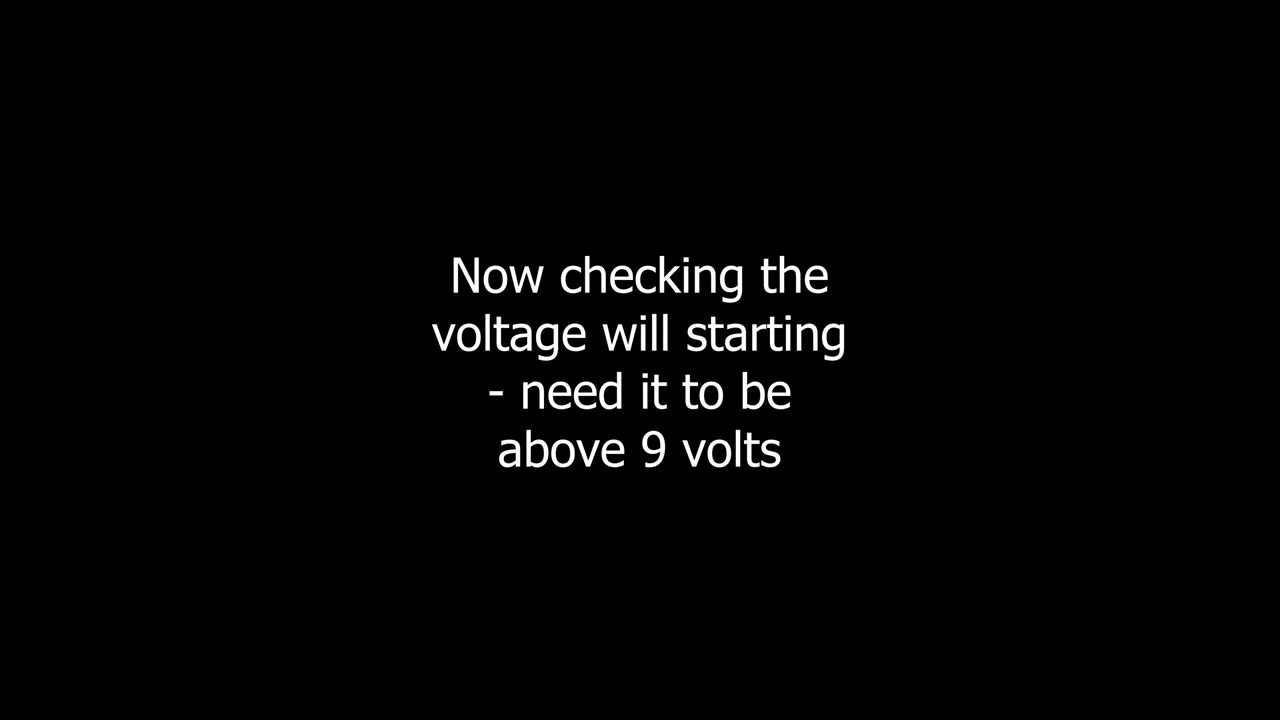 Now checking the
voltage will starting
- need it to be
above 9 volts